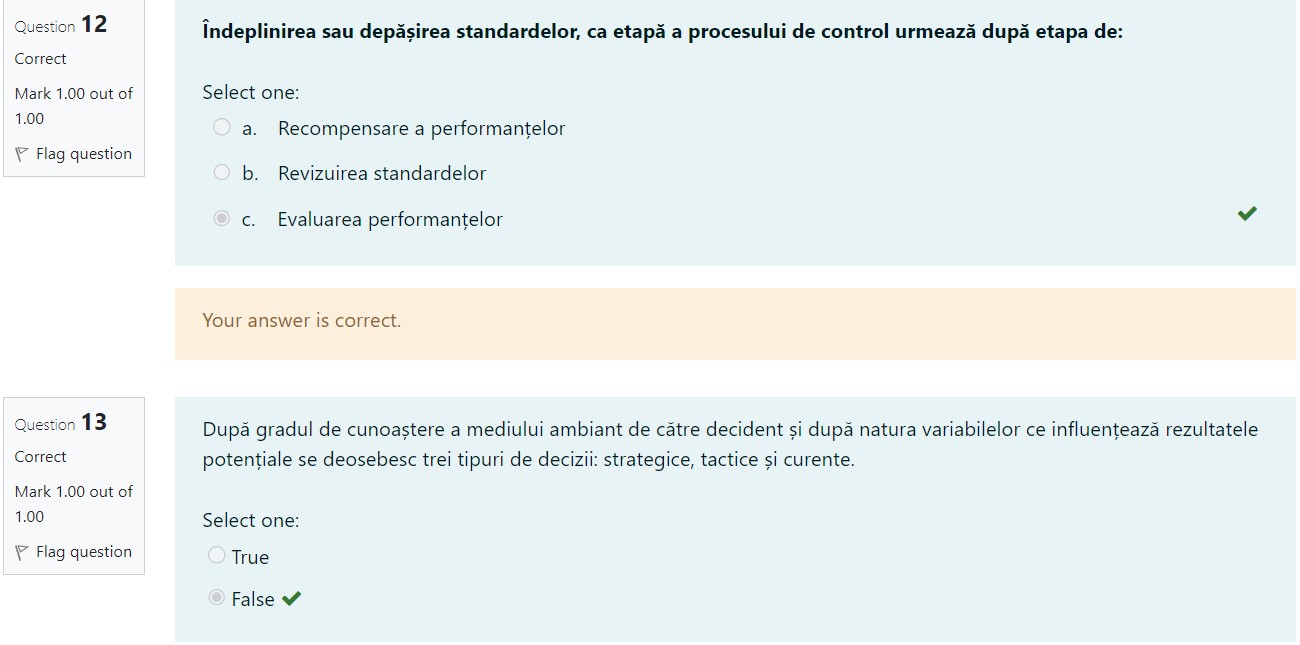 Question 12
Correct
Mark 1.00 out of
1.00
Flag question
Îndeplinirea sau depășirea standardelor, ca etapă a procesului de control urmează după etapa de:
Select one:
a. Recompensare a performanțelor
b. Revizuirea standardelor
c. Evaluarea performanțelor
Your answer is correct.
Question 13
Correct
Mark 1.00 out of
1.00
Flag question
După gradul de cunoaștere a mediului ambiant de către decident și după natura variabilelor ce influențează rezultatele
potențiale se deosebesc trei tipuri de decizii: strategice, tactice și curente.
Select one:
True
False